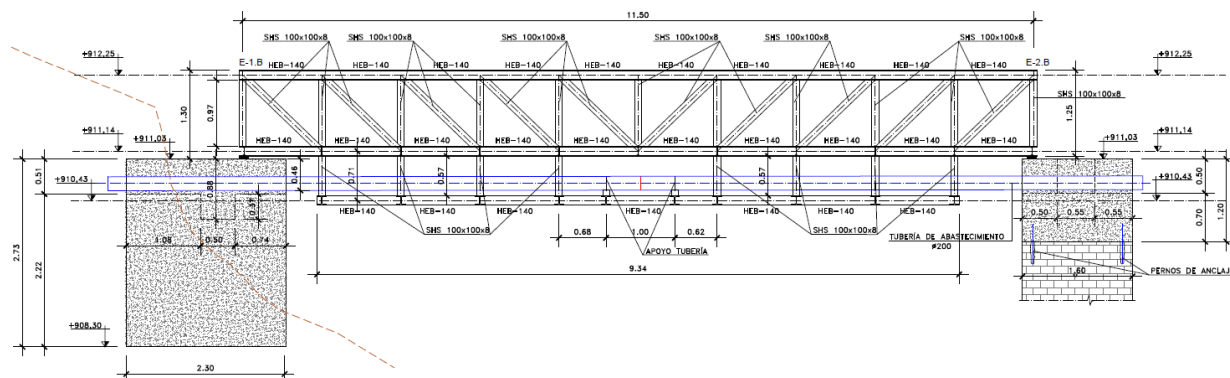 11.50
SHS 100x100x8 SHS 100x100x8 SHS 100x100x8 SHS 100x100x8 SHS 100x100x8 SHS 100x100x8
+912,25 +912,25
E-1.B HEB-140 HEB-140 HEB-140 HEB-140 HEB-140 HEB-140 HEB-140 HEB-140 HEB-140 E-2.B
SHS 100x100x8
1.30 0.97 1.25
+911,14 +911,03 HEB-140 HEB-140 HEB-140 HEB-140 HEB-140 HEB-140 HEB-140 HEB-140 HEB-140 HEB-140 +911,03 +911,14
0.51 +910,43 0.88 0.46 0.71 0.57 0.57 0.50 +910,43
HEB-140 HEB-140 HEB-140 HEB-140 HEB-140 HEB-140 HEB-140 HEB-140
0.50 0.55 0.55 0.70 1.20
1.08 0.50 0.74 SHS 100x100x8 0.68 1.00 0.62 SHS 100x100x8
TUBERÍA DE ABASTECIMIENTO
ø200
APOYO TUBERÍA
2.73 2.22 9.34 1.60 PERNOS DE ANCLAJ
+908,30
2.30